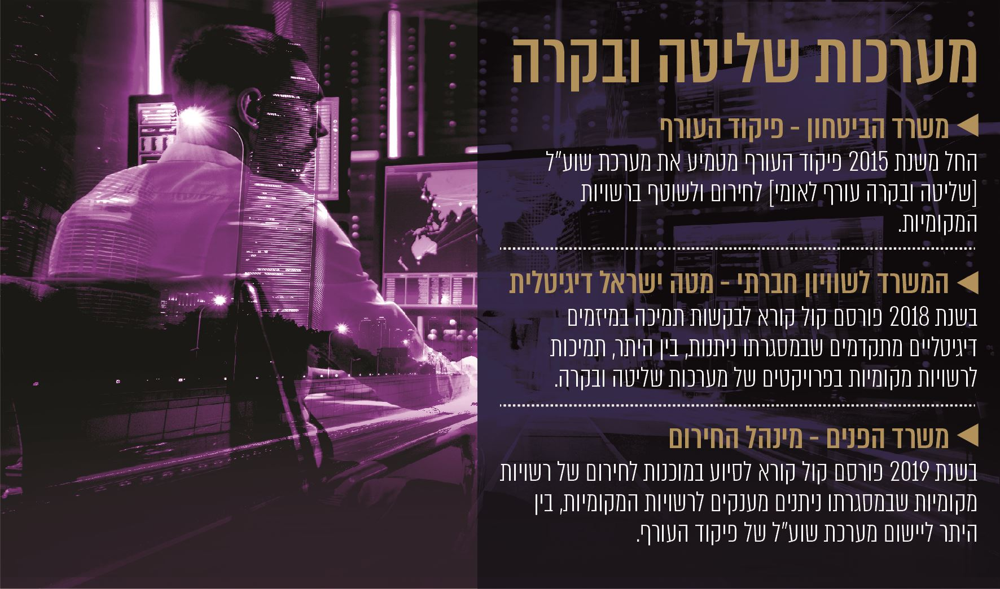 מערכות שליטה ובקרה
משרד הביטחון - פיקוד העורף
החל משנת 2015 פיקוד העורף מטמיע את מערכת שוע"ל
[שליטה ובקרה עורף לאומי] לחירום ולשוטף ברשויות
המקומיות.
המשרד לשוויון חברתי - מטה ישראל דיגיטלית
בשנת 2018 פורסם קול קורא לבקשות תמיכה במיזמים
דיגיטליים מתקדמים שבמסגרתו ניתנות, בין היתר, תמיכות
לרשויות מקומיות בפרויקטים של מערכות שליטה ובקרה.
משרד הפנים - מינהל החירום
בשנת 2019 פורסם קול קורא לסיוע במוכנות לחירום של רשויות
מקומיות שבמסגרתו ניתנים מענקים לרשויות המקומיות, בין
היתר ליישום מערכת שוע"ל של פיקוד העורף.